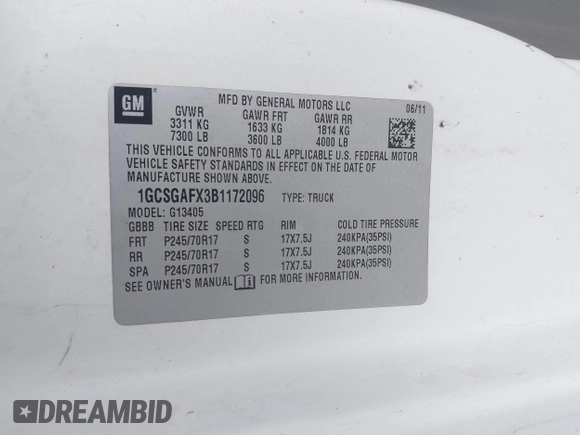 GM
MFD BY GENERAL MOTORS LLC 06/11
GVWR GAWR FRT GAWR RR
3311 KG 1633 KG 1814 KG
7300 LB 3600 LB 4000 LB
THIS VEHICLE CONFORMS TO ALL APPLICABLE U.S. FEDERAL MOTOR
VEHICLE SAFETY STANDARDS IN EFFECT ON THE DATE OF
MANUFACTURE SHOWN ABOVE.
1GCSGAFX3B1172096 TYPE: TRUCK
MODEL: G13405
GBBB TIRE SIZE SPEED RTG RIM COLD TIRE PRESSURE
FRT P245/70R17 S 17X7.5J 240KPA(35PSI)
RR P245/70R17 S 17X7.5J 240KPA(35PSI)
SPA P245/70R17 S 17X7.5J 240KPA(35PSI)
SEE OWNER'S MANUAL FOR MORE INFORMATION.
DREAMBID